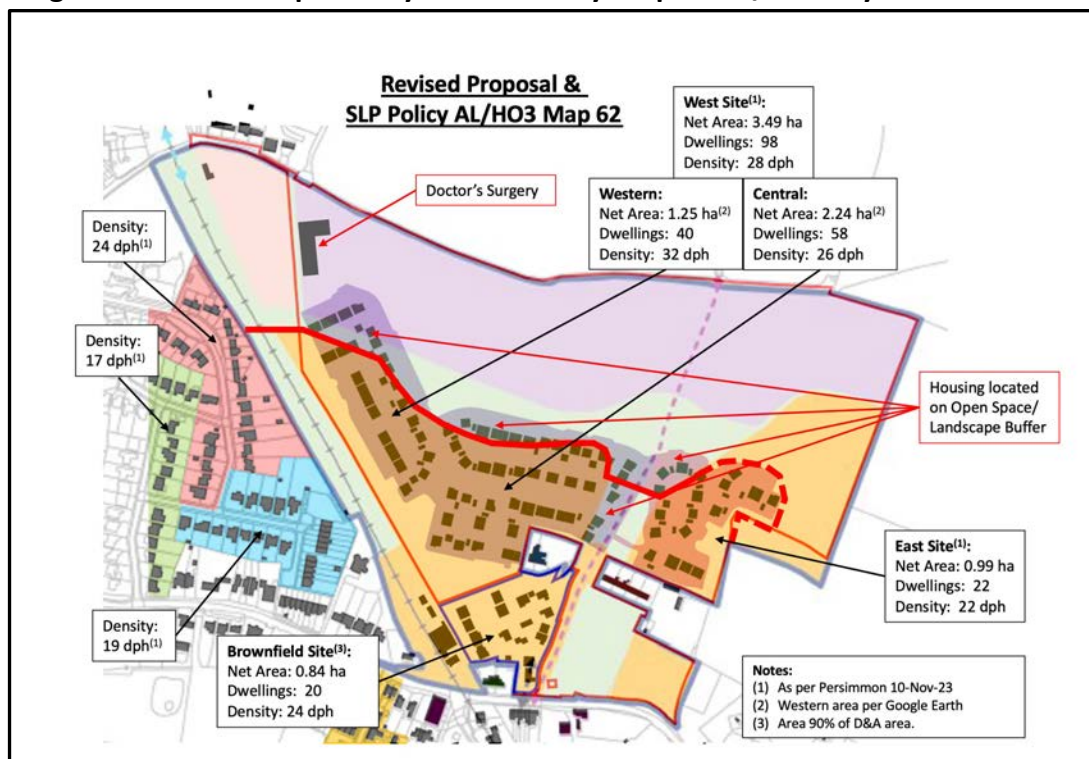 Revised Proposal &
SLP Policy AL/HO3 Map 62
West Site(1):
Net Area: 3.49 ha
Dwellings: 98
Density: 28 dph
Doctor's Surgery
Western:
Net Area: 1.25 ha(2)
Dwellings: 40
Density: 32 dph
Central:
Net Area: 2.24 ha(2)
Dwellings: 58
Density: 26 dph
Density:
24 dph(1)
Density:
17 dph(1)
Housing located
on Open Space/
Landscape Buffer
East Site(1):
Net Area: 0.99 ha
Dwellings: 22
Density: 22 dph
Density:
19 dph(1)
Brownfield Site(3):
Net Area: 0.84 ha
Dwellings: 20
Density: 24 dph
Notes:
(1) As per Persimmon 10-Nov-23
(2) Western area per Google Earth
(3) Area 90% of D&A area.